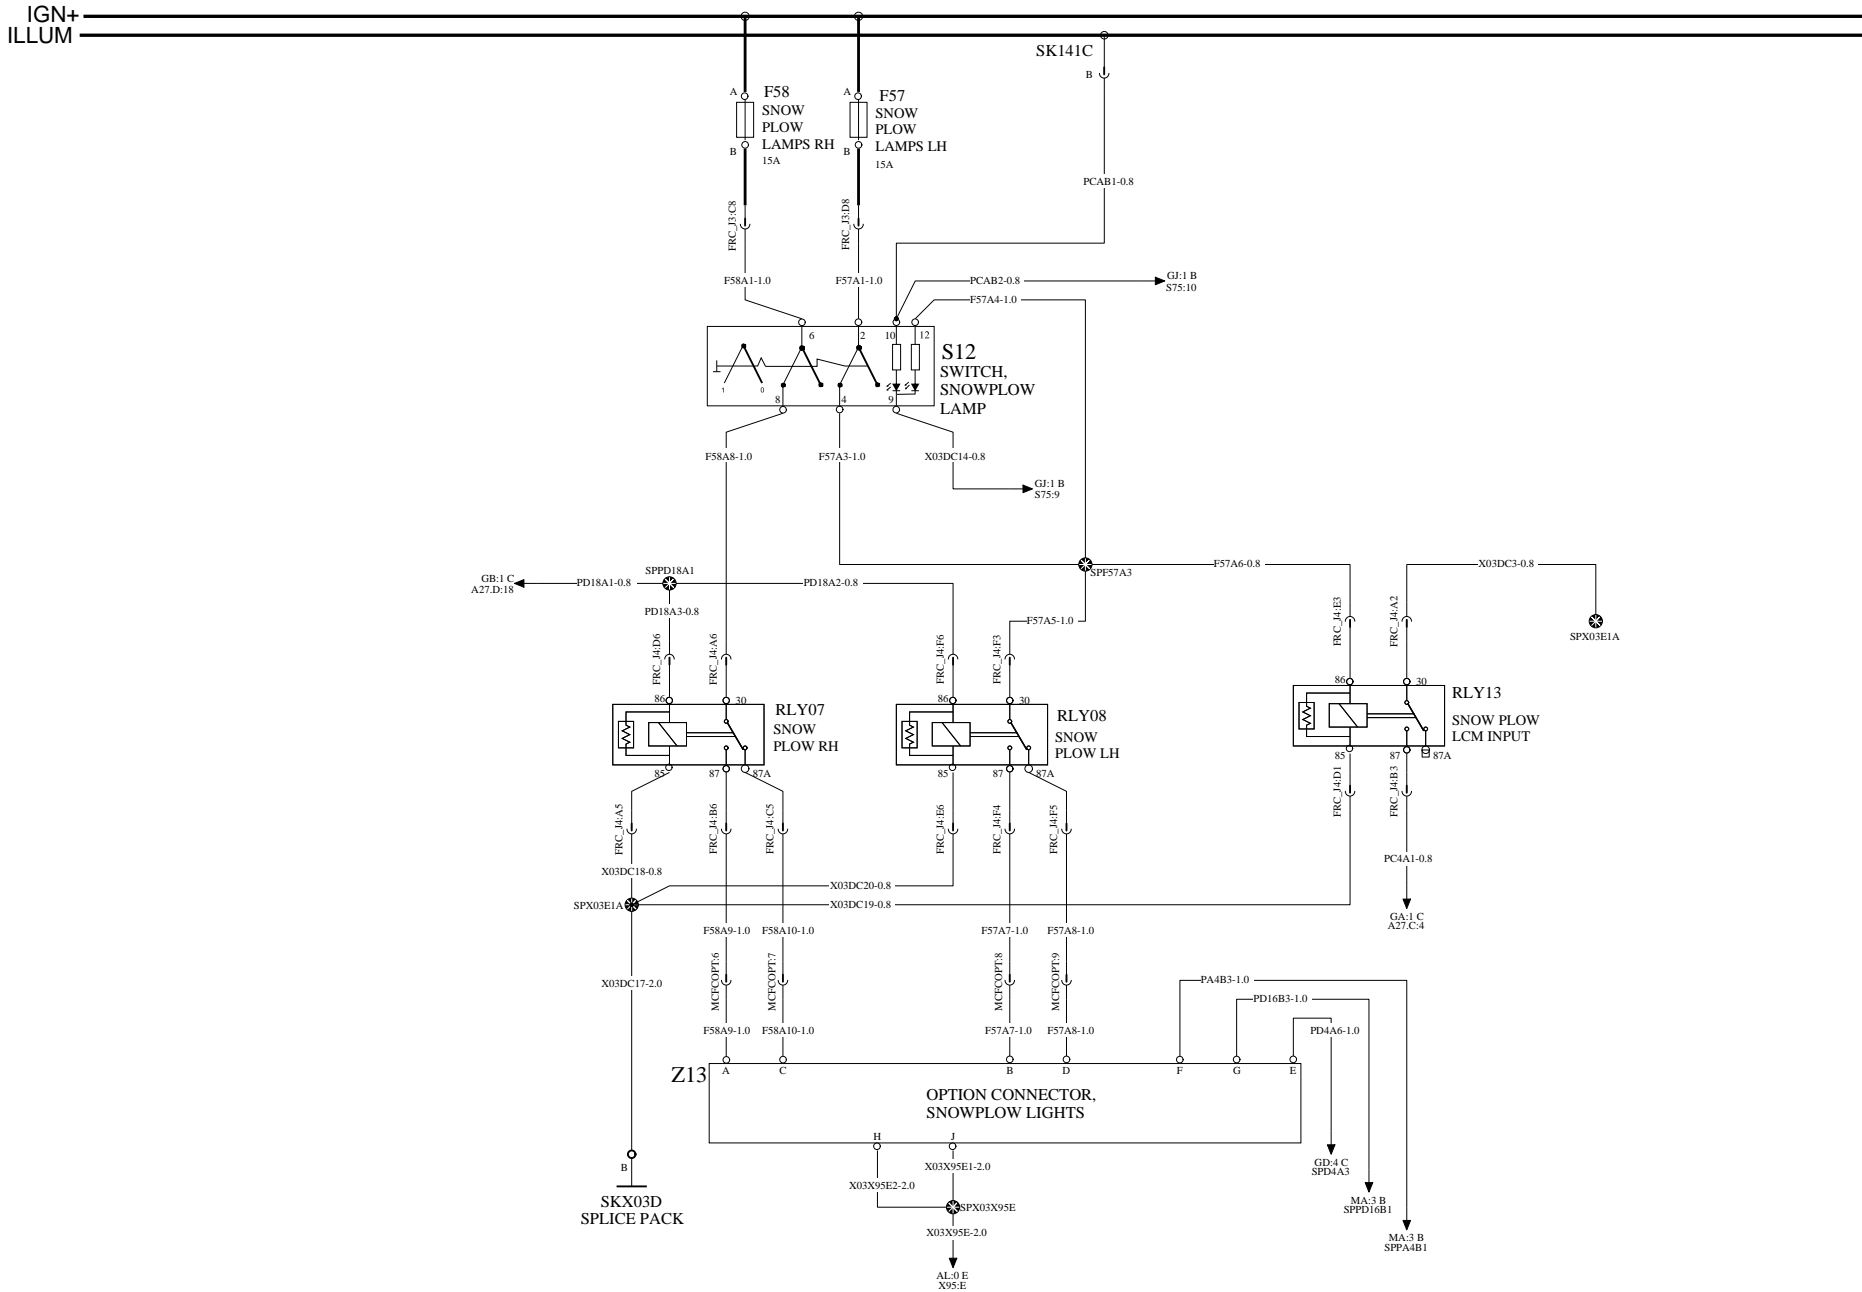 IGN+
ILLUM
SK141C
B
A
F58
SNOW
PLOW
LAMPS RH
15A
B
A
F57
SNOW
PLOW
LAMPS LH
15A
B
PCAB1-0.8
FRC_J3:C8
FRC_J3:D8
F58A1-1.0
F57A1-1.0
PCAB2-0.8
GJ:1 B
S75:10
F57A4-1.0
6
2
10
12
1
0
8
4
9
S12
SWITCH,
SNOWPLOW
LAMP
F58A8-1.0
F57A3-1.0
X03DC14-0.8
GJ:1 B
S75:9
GB:1 C
A27.D:18
PD18A1-0.8
SPPD18A1
PD18A2-0.8
PD18A3-0.8
SPF57A3
F57A6-0.8
X03DC3-0.8
SPX03E1A
F57A5-1.0
FRC_J4:D6
FRC_J4:A6
FRC_J4:F6
FRC_J4:F3
FRC_J4:E3
FRC_J4:A2
86
30
RLY07
SNOW
PLOW RH
85
87
87A
86
30
RLY08
SNOW
PLOW LH
85
87
87A
86
30
RLY13
SNOW PLOW
LCM INPUT
85
87
87A
FRC_J4:A5
FRC_J4:B6
FRC_J4:C5
FRC_J4:E6
FRC_J4:F4
FRC_J4:F5
FRC_J4:D1
FRC_J4:B3
X03DC18-0.8
X03DC20-0.8
SPX03E1A
X03DC19-0.8
PC4A1-0.8
GA:1 C
A27.C:4
F58A9-1.0
F58A10-1.0
F57A7-1.0
F57A8-1.0
X03DC17-2.0
MCFCOPT:6
MCFCOPT:7
MCFCOPT:8
MCFCOPT:9
PA4B3-1.0
PD16B3-1.0
PD4A6-1.0
F58A9-1.0
F58A10-1.0
F57A7-1.0
F57A8-1.0
Z13
A
C
B
D
F
G
E
OPTION CONNECTOR,
SNOWPLOW LIGHTS
H
J
X03X95E1-2.0
X03X95E2-2.0
SPX03X95E
X03X95E-2.0
AL:0 E
X95:E
B
SKX03D
SPLICE PACK
GD:4 C
SPD4A3
MA:3 B
SPPD16B1
MA:3 B
SPPA4B1